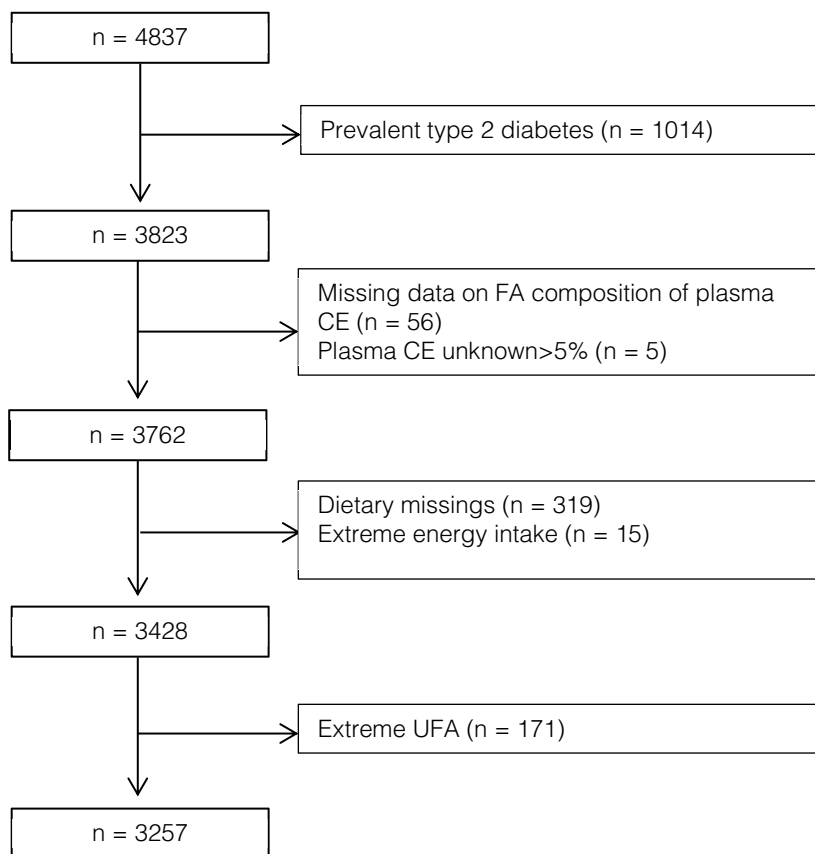 n = 4837
Prevalent type 2 diabetes (n = 1014)
n = 3823
Missing data on FA composition of plasma
CE (n = 56)
Plasma CE unknown>5% (n = 5)
n = 3762
Dietary missings (n = 319)
Extreme energy intake (n = 15)
n = 3428
Extreme UFA (n = 171)
n = 3257